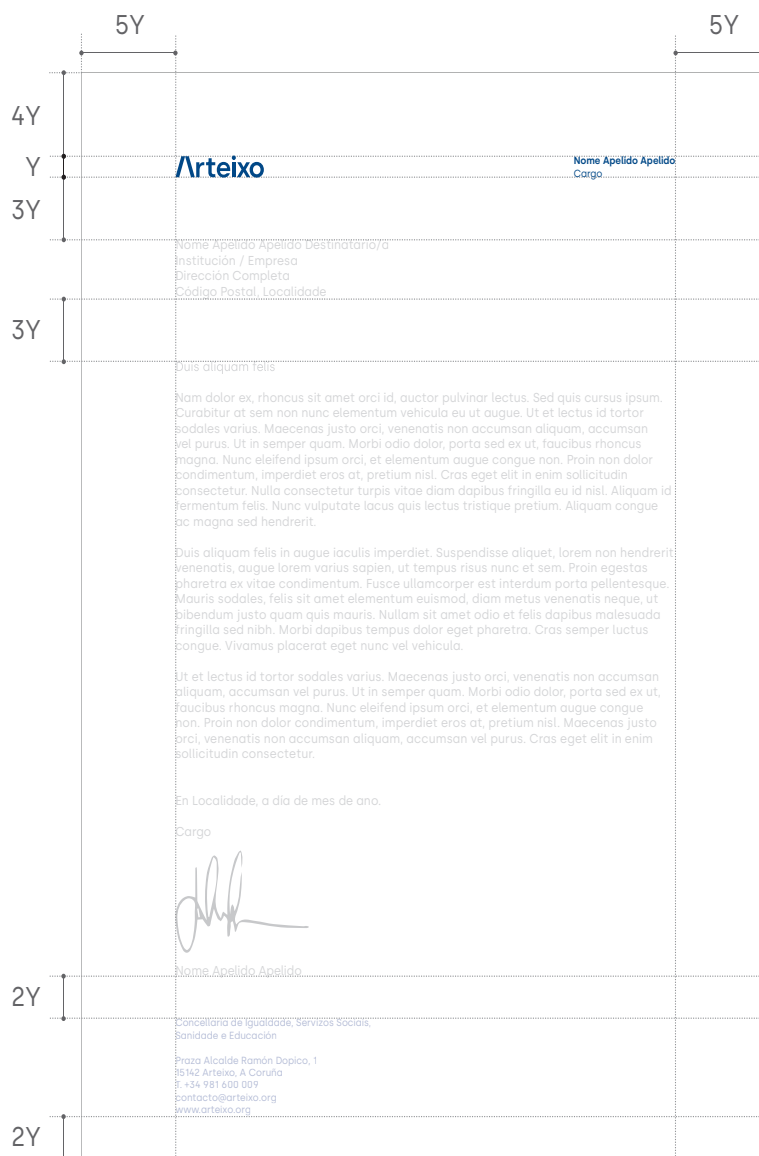 5Y
5Y
4Y
Y
Arteixo
Nome Apelido Apelido
Cargo
3Y
Nome Apelido Apelido Destinatario/a
Institución / Empresa
Dirección Completa
Código Postal, Localidade
3Y
Duis aliquam felis
Nam dolor ex, rhoncus sit amet orci id, auctor pulvinar lectus. Sed quis cursus ipsum.
Curabitur at sem non nunc elementum vehicula eu ut augue. Ut et lectus id tortor
sodales varius. Maecenas justo orci, venenatis non accumsan aliquam, accumsan
vel purus. Ut in semper quam. Morbi odio dolor, porta sed ex ut, faucibus rhoncus
magna. Nunc eleifend ipsum orci, et elementum augue congue non. Proin non dolor
condimentum, imperdiet eros at, pretium nisl. Cras eget elit in enim sollicitudin
consectetur. Nulla consectetur turpis vitae diam dapibus fringilla eu id nisl. Aliquam id
fermentum felis. Nunc vulputate lacus quis lectus tristique pretium. Aliquam congue
ac magna sed hendrerit.
Duis aliquam felis in augue iaculis imperdiet. Suspendisse aliquet, lorem non hendrerit
venenatis, augue lorem varius sapien, ut tempus risus nunc et sem. Proin egestas
pharetra ex vitae condimentum. Fusce ullamcorper est interdum porta pellentesque.
Mauris sodales, felis sit amet elementum euismod, diam metus venenatis neque, ut
bibendum justo quam quis mauris. Nullam sit amet odio et felis dapibus malesuada
fringilla sed nibh. Morbi dapibus tempus dolor eget pharetra. Cras semper luctus
congue. Vivamus placerat eget nunc vel vehicula.
Ut et lectus id tortor sodales varius. Maecenas justo orci, venenatis non accumsan
aliquam, accumsan vel purus. Ut in semper quam. Morbi odio dolor, porta sed ex ut,
faucibus rhoncus magna. Nunc eleifend ipsum orci, et elementum augue congue
non. Proin non dolor condimentum, imperdiet eros at, pretium nisl. Maecenas justo
orci, venenatis non accumsan aliquam, accumsan vel purus. Cras eget elit in enim
sollicitudin consectetur.
En Localidade, a día de mes de ano.
Cargo
Nome Apelido Apelido
2Y
Concellaría de Igualdade, Servizos Sociais,
Sanidade e Educación
Praza Alcalde Ramón Dopico, 1
15142 Arteixo, A Coruña
T. +34 981 600 009
contacto@arteixo.org
www.arteixo.org
2Y